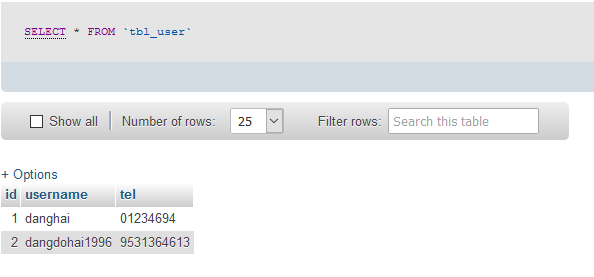 SELECT * FROM `tbl_user`
Show all Number of rows: 25 Filter rows: Search this table
+ Options
id username tel
1 danghai 01234694
2 dangdohai1996 9531364613